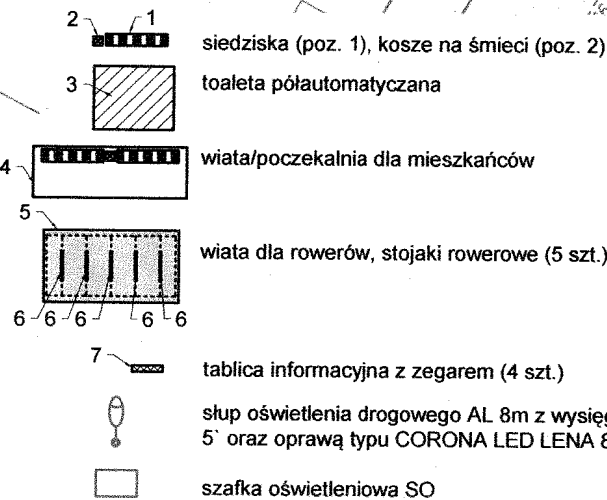 2 1
siedziska (poz. 1), kosze na śmieci (poz. 2)
3
toaleta półautomatyczana
4
wiata/poczekalnia dla mieszkańców
5
wiata dla rowerów, stojaki rowerowe (5 szt.)
6 6 6 6 6
7
tablica informacyjna z zegarem (4 szt.)
słup oświetlenia drogowego AL 8m z wysięg
5` oraz oprawą typu CORONA LED LENA 8
szafka oświetleniowa SO